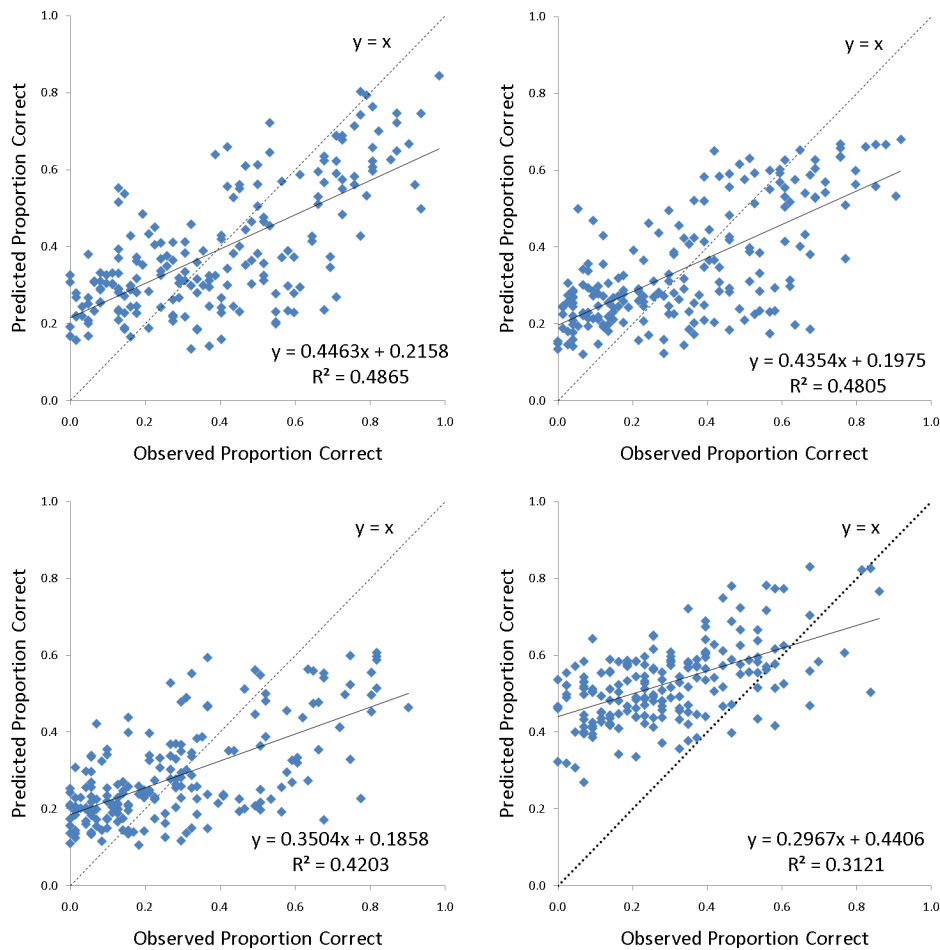 1.0
0.8
0.6
0.4
0.2
0.0
Predicted Proportion Correct
y = x
y = 0.4463x + 0.2158
R² = 0.4865
0.0 0.2 0.4 0.6 0.8 1.0
Observed Proportion Correct
1.0
0.8
0.6
0.4
0.2
0.0
Predicted Proportion Correct
y = x
y = 0.4354x + 0.1975
R² = 0.4805
0.0 0.2 0.4 0.6 0.8 1.0
Observed Proportion Correct
1.0
0.8
0.6
0.4
0.2
0.0
Predicted Proportion Correct
y = x
y = 0.3504x + 0.1858
R² = 0.4203
0.0 0.2 0.4 0.6 0.8 1.0
Observed Proportion Correct
1.0
0.8
0.6
0.4
0.2
0.0
Predicted Proportion Correct
y = x
y = 0.2967x + 0.4406
R² = 0.3121
0.0 0.2 0.4 0.6 0.8 1.0
Observed Proportion Correct